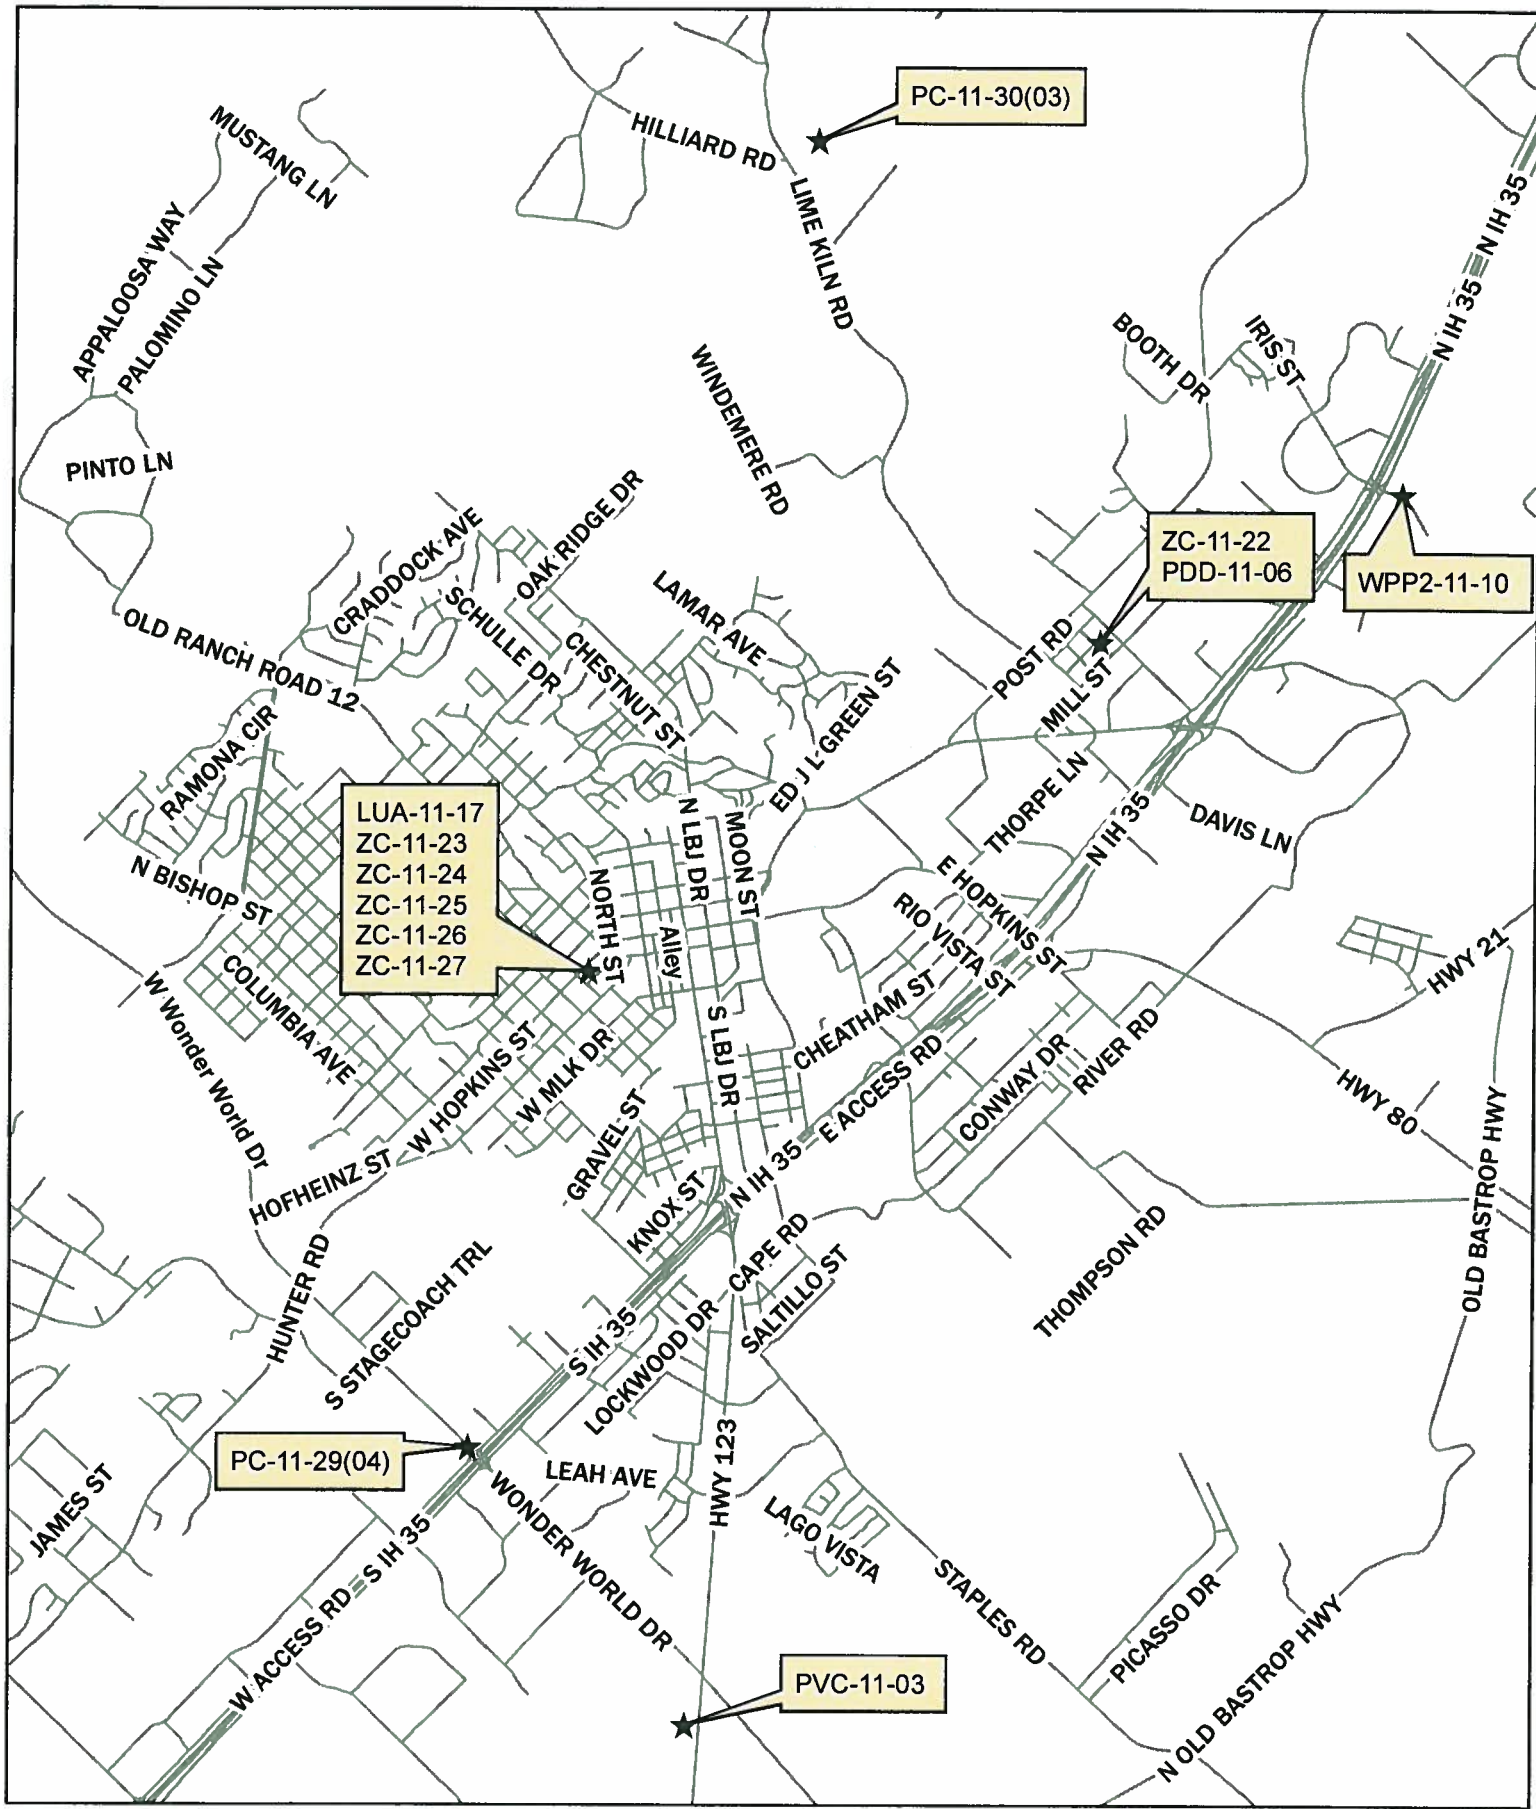 PC-11-30(03)
MUSTANG LN
HILLIARD RD
N IH 35
LIME KILN RD
APPALOOSA WAY
PALOMINO LN
N IH 35
BOOTH DR
IRIS ST
WINDEMERE RD
PINTO LN
OAK RIDGE DR
CRADDOCK AVE
ZC-11-22
PDD-11-06
WPP2-11-10
SCHULLE DR
LAMAR AVE
OLD RANCH ROAD 12
CHESTNUT ST
POST RD
MILL ST
ED J L GREEN ST
RAMONA CIR
THORPE LN
N IH 35
DAVIS LN
LUA-11-17
ZC-11-23
ZC-11-24
ZC-11-25
ZC-11-26
ZC-11-27
N LBJ DR
MOON ST
N BISHOP ST
NORTH ST
Alley
E HOPKINS ST
RIO VISTA ST
HWY 21
COLUMBIA AVE
W Wonder World Dr
CHEATHAM ST
S LBJ DR
W HOPKINS ST
W MLK DR
E ACCESS RD
CONWAY DR
RIVER RD
HWY 80
OLD BASTROP HWY
GRAVEL ST
HOFHEINZ ST
KNOX ST
N IH 35
CAPE RD
THOMPSON RD
HUNTER RD
S STAGECOACH TRL
SALTILLO ST
S IH 35
LOCKWOOD DR
PC-11-29(04)
LEAH AVE
HWY 123
JAMES ST
S IH 35
WONDER WORLD DR
LAGO VISTA
STAPLES RD
PICASSO DR
W ACCESS RD
PVC-11-03
N OLD BASTROP HWY